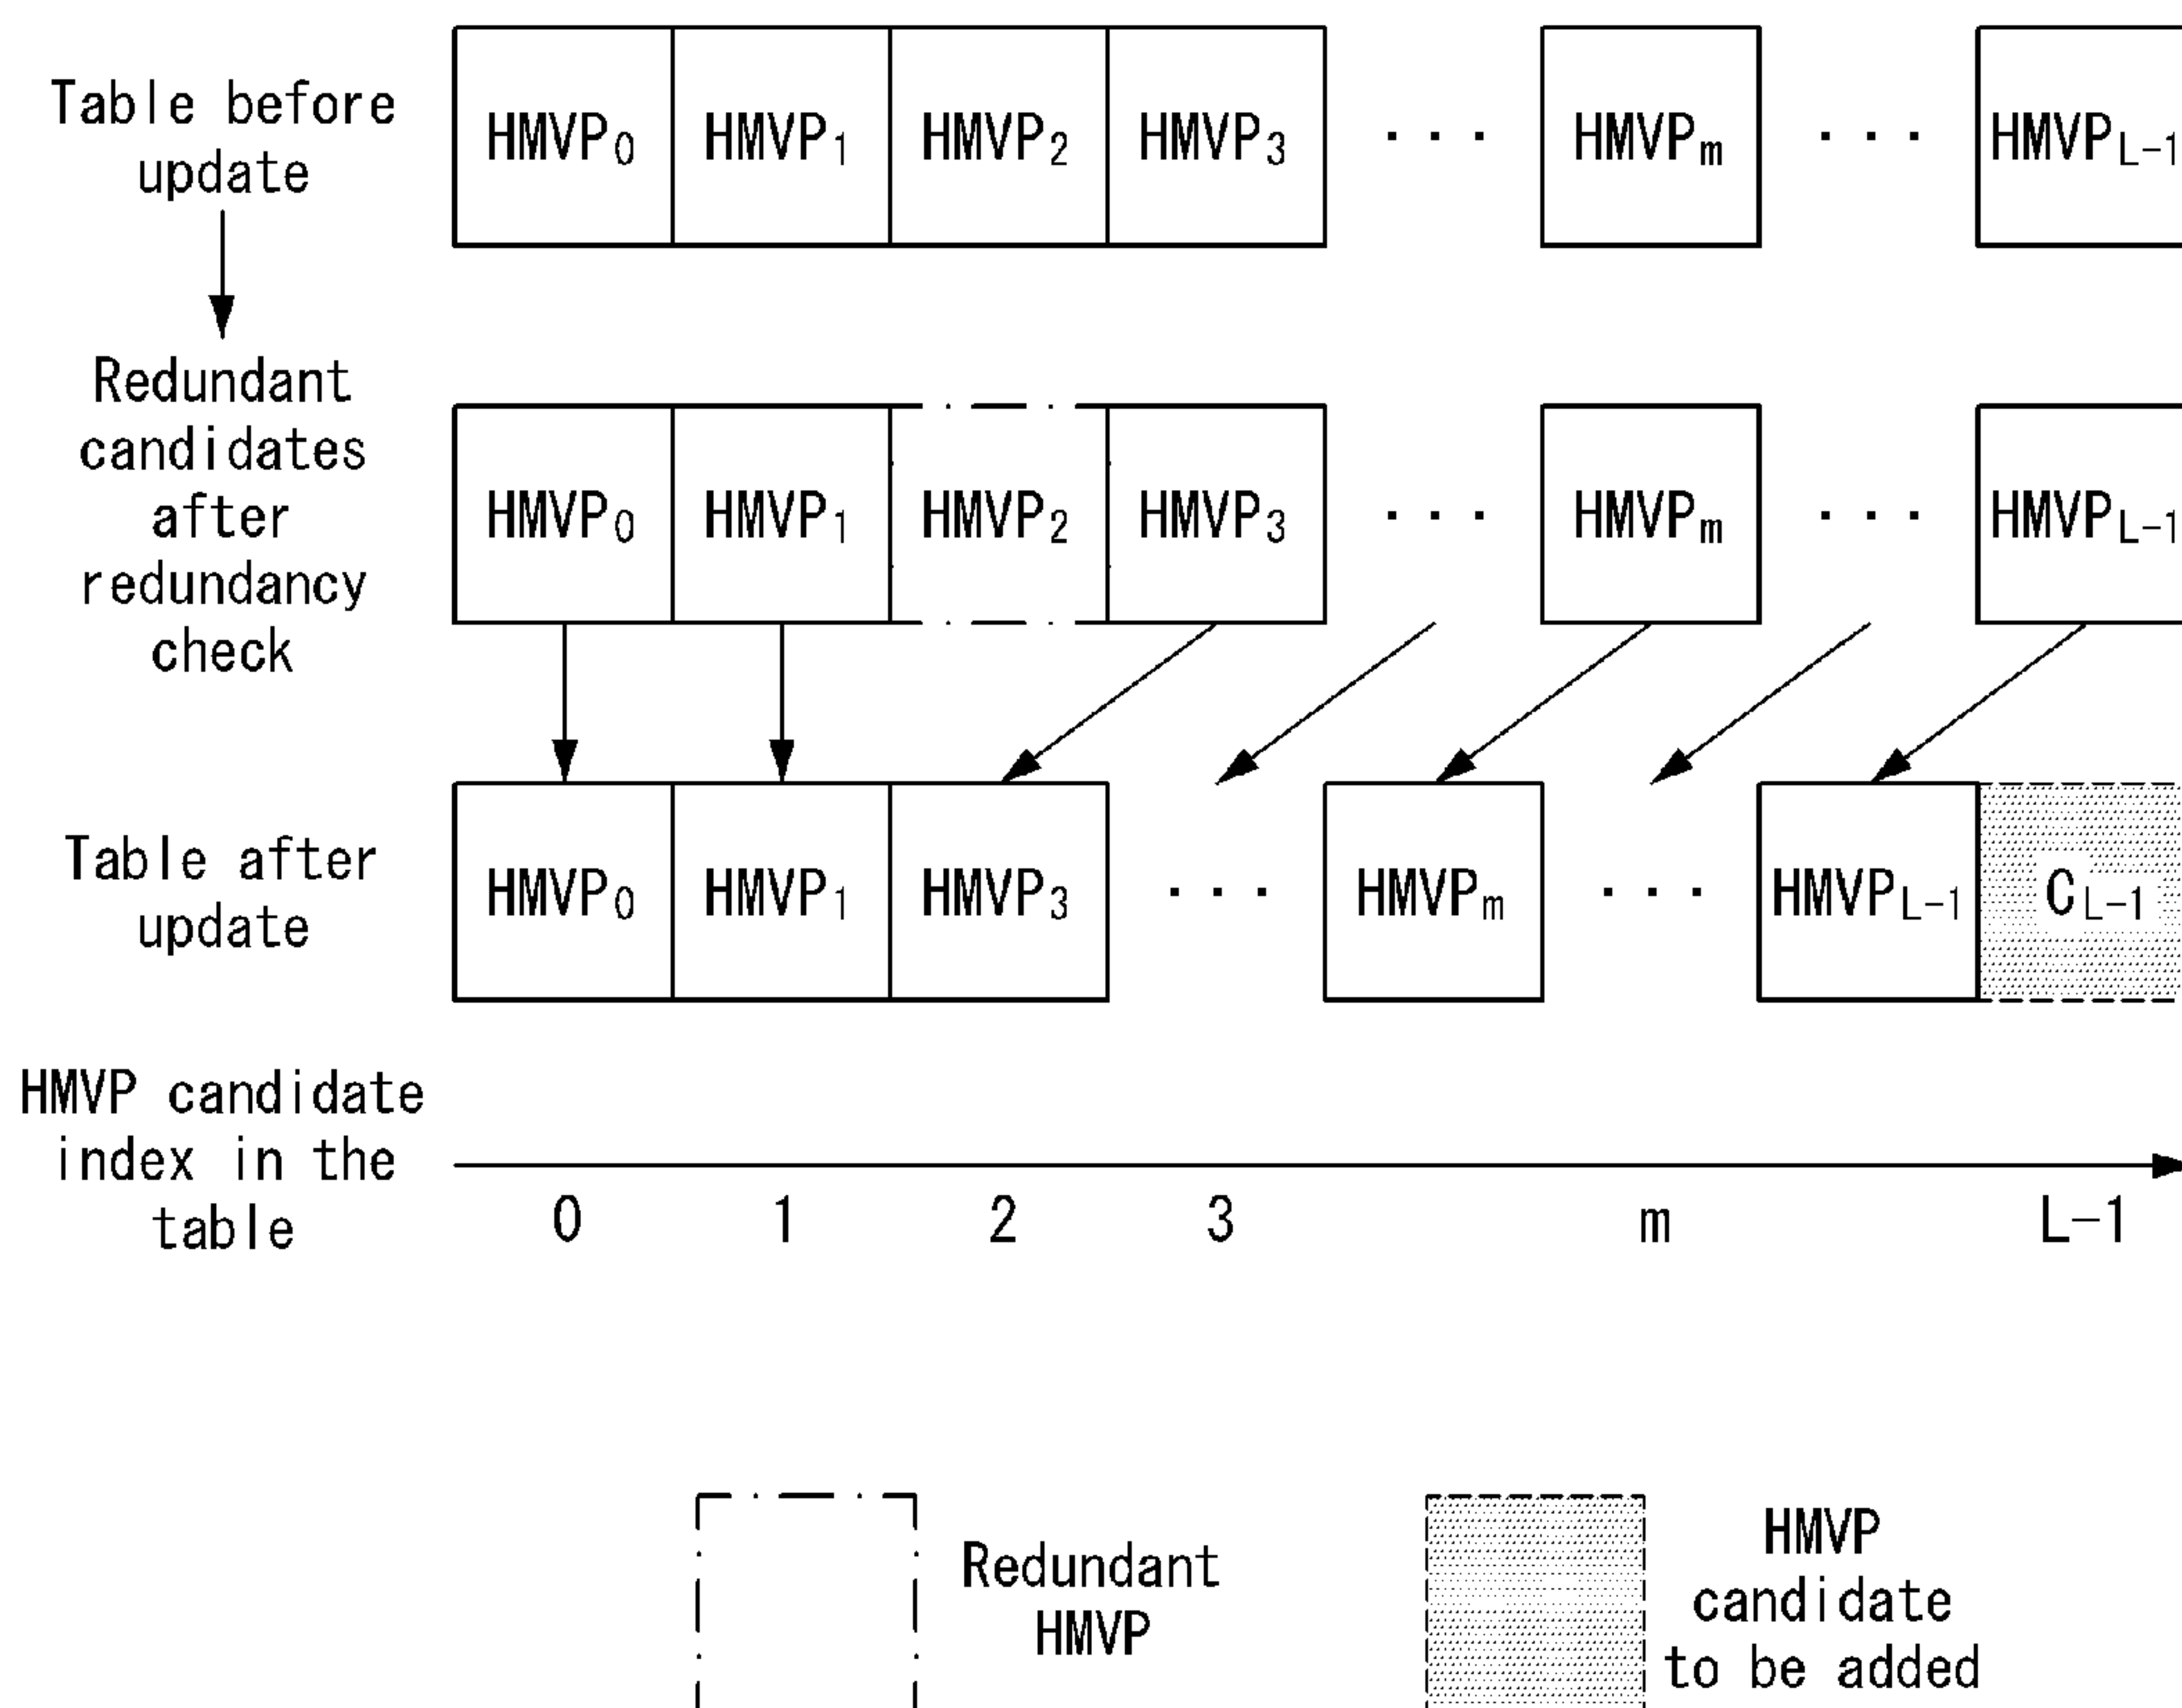 Table before
update
HMVP0 HMVP1 HMVP2 HMVP3 ... HMVPm ... HMVPL-1
Redundant
candidates
after
redundancy
check
HMVP0 HMVP1 HMVP2 HMVP3 ... HMVPm ... HMVPL-1
Table after
update
HMVP0 HMVP1 HMVP3 ... HMVPm ... HMVPL-1 CL-1
HMVP candidate
index in the
table
0 1 2 3 m L-1
Redundant
HMVP
HMVP
candidate
to be added